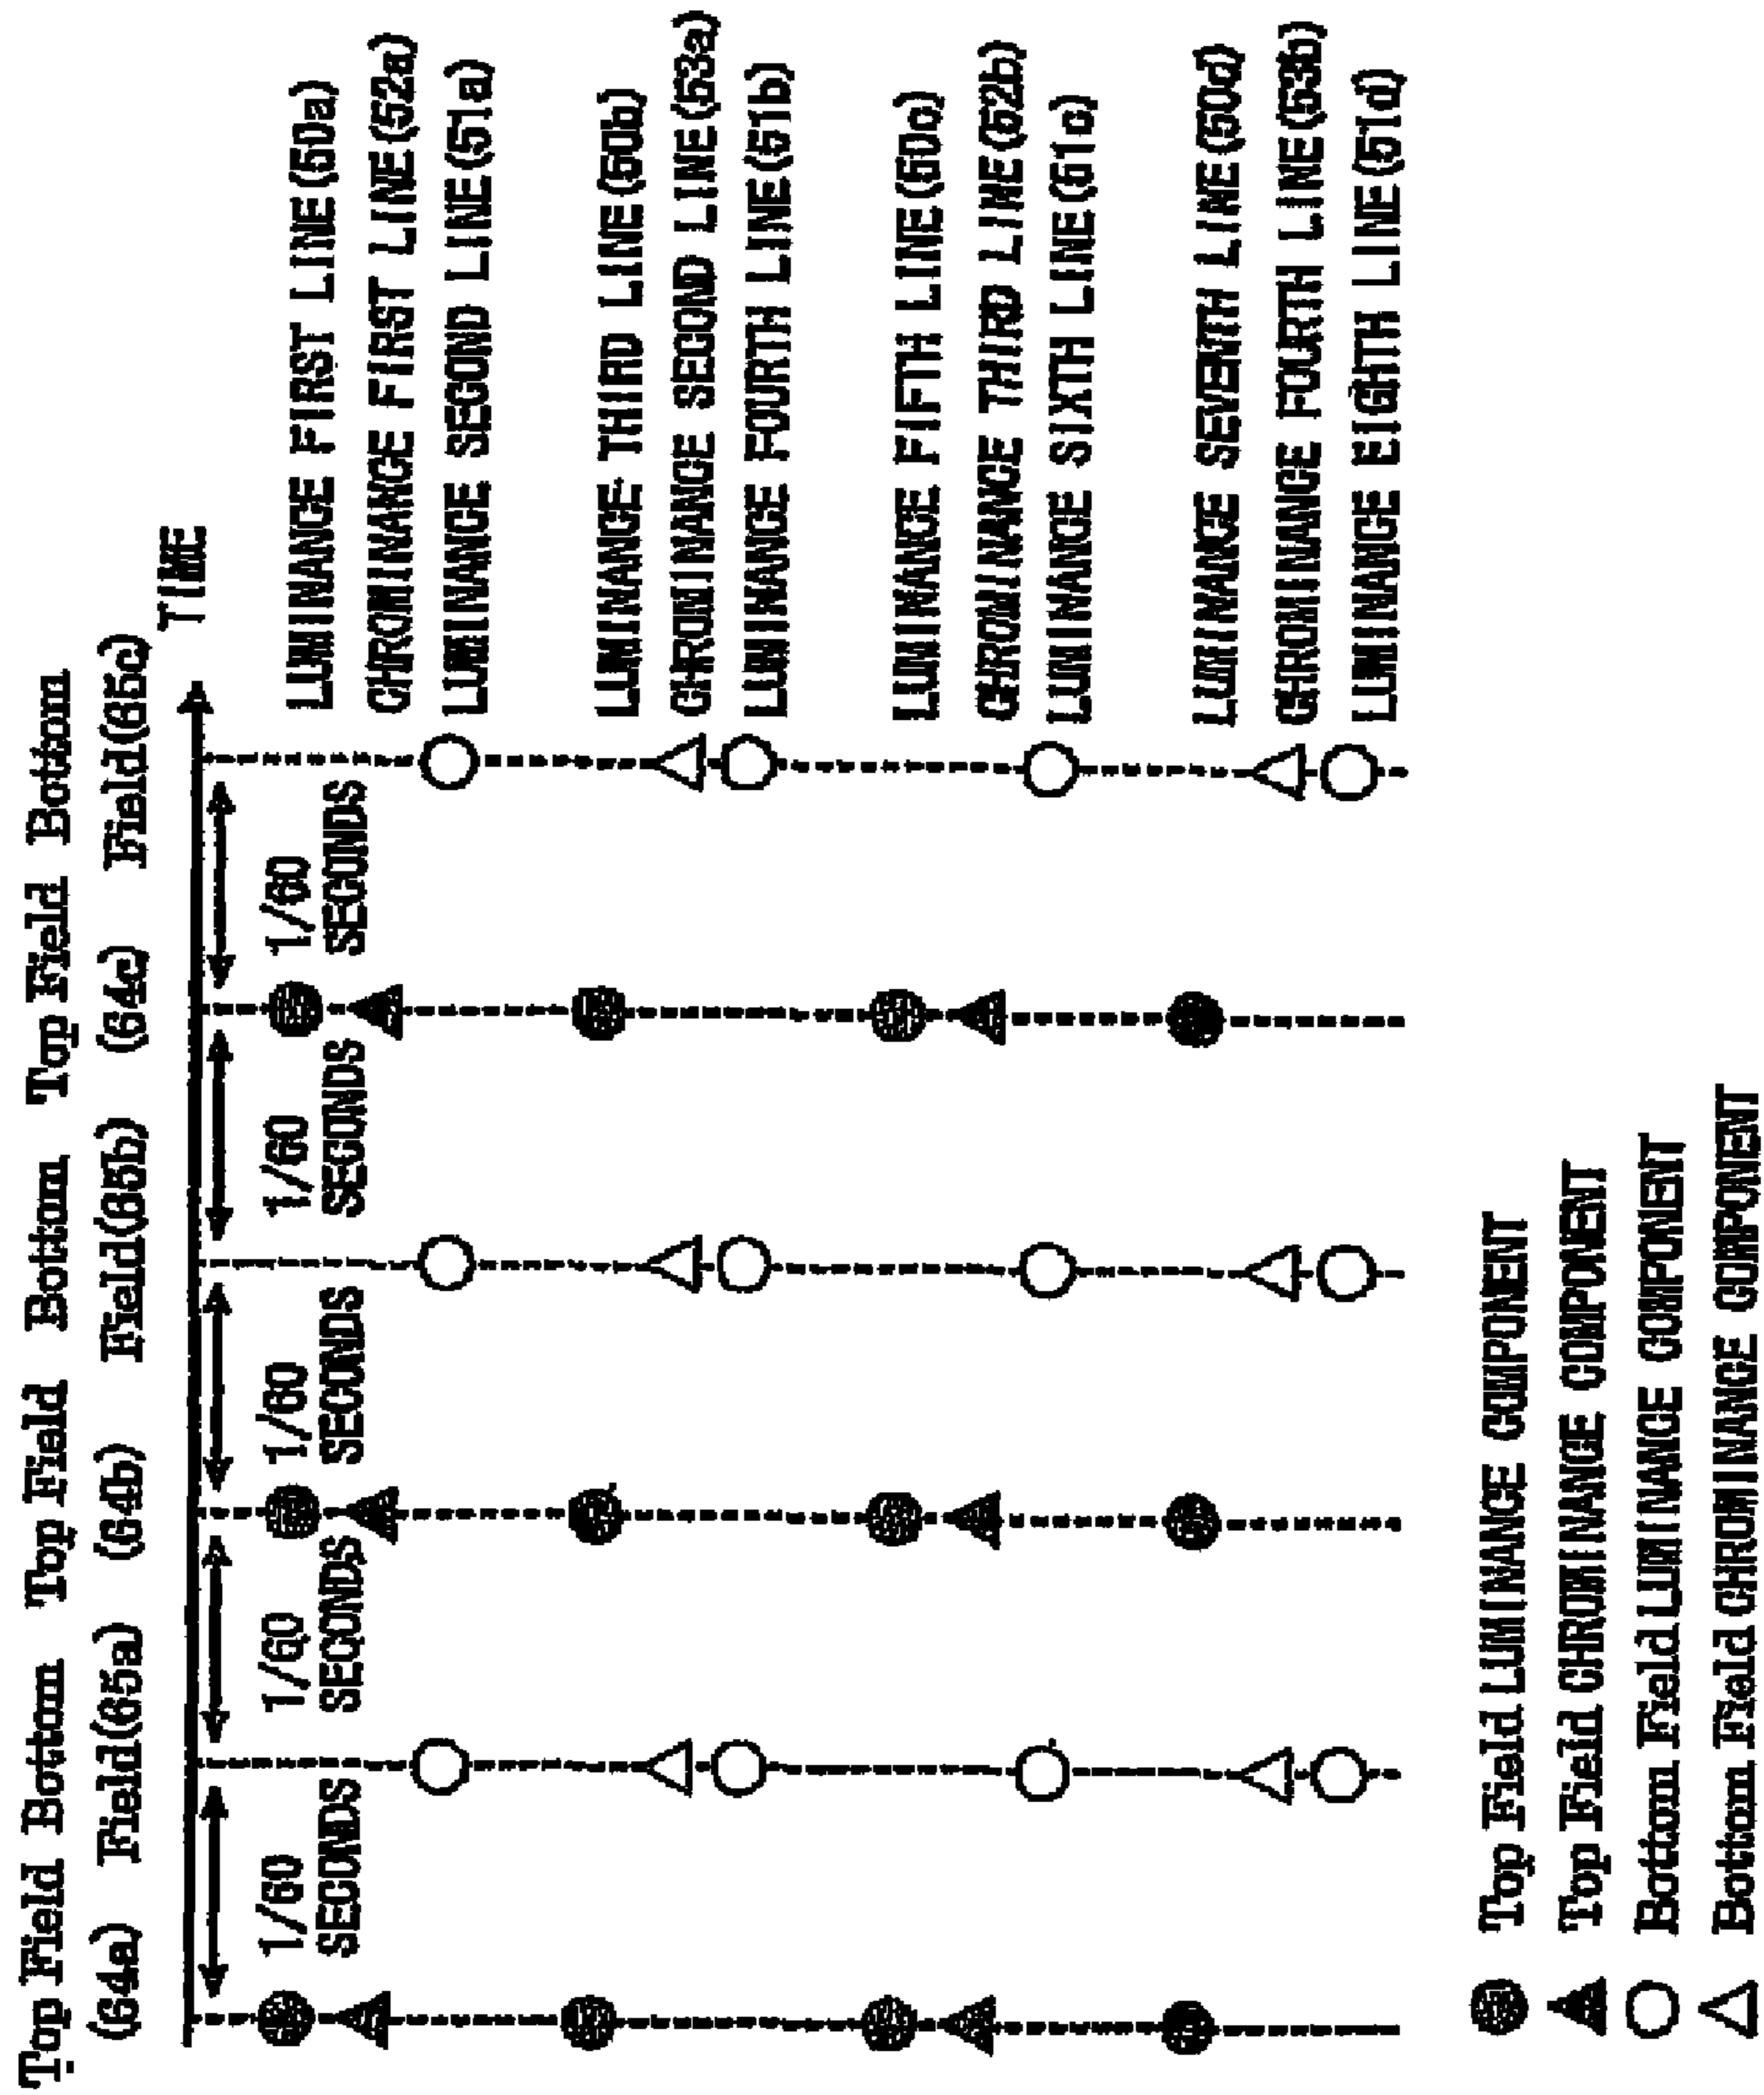 Top Field Bottom Top Field Bottom Top Field Bottom
(64a) Field(65a) (64b) Field(65b) (64c) Field(65c)
TIME
1/60 1/60 1/60 1/60 1/60
SECONDS SECONDS SECONDS SECONDS SECONDS
LUMINANCE FIRST LINE(50a)
CHROMINANCE FIRST LINE(52a)
LUMINANCE SECOND LINE(51a)
LUMINANCE THIRD LINE(50b)
CHROMINANCE SECOND LINE(53a)
LUMINANCE FOURTH LINE(51b)
LUMINANCE FIFTH LINE(50c)
CHROMINANCE THIRD LINE(52b)
LUMINANCE SIXTH LINE(51c)
LUMINANCE SEVENTH LINE(50d)
CHROMINANCE FOURTH LINE(53b)
LUMINANCE EIGHTH LINE(51d)
Top Field LUMINANCE COMPONENT
Top Field CHROMINANCE COMPONENT
Bottom Field LUMINANCE COMPONENT
Bottom Field CHROMINANCE COMPONENT